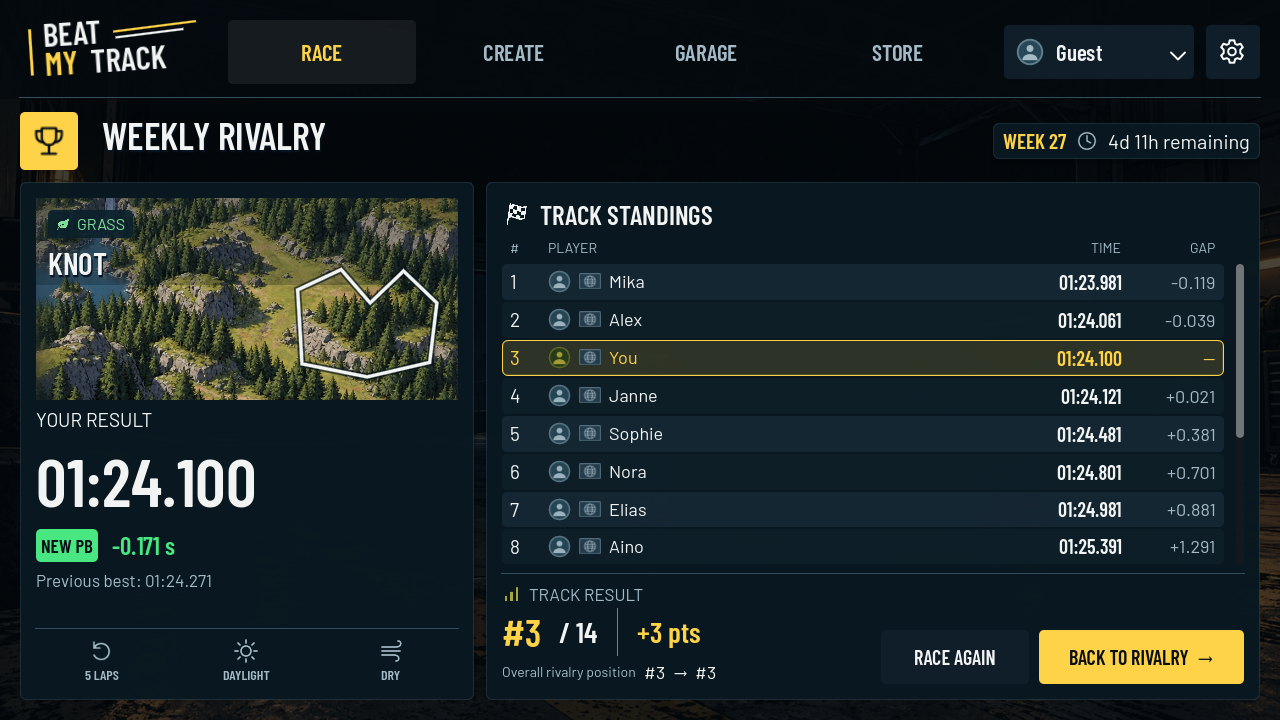 BEAT
MY TRACK
RACE
CREATE
GARAGE
STORE
Guest
WEEKLY RIVALRY
WEEK 27 4d 11h remaining
GRASS
KNOT
YOUR RESULT
01:24.100
NEW PB -0.171 s
Previous best: 01:24.271
5 LAPS
DAYLIGHT
DRY
TRACK STANDINGS
# PLAYER TIME GAP
1 Mika 01:23.981 -0.119
2 Alex 01:24.061 -0.039
3 You 01:24.100 —
4 Janne 01:24.121 +0.021
5 Sophie 01:24.481 +0.381
6 Nora 01:24.801 +0.701
7 Elias 01:24.981 +0.881
8 Aino 01:25.391 +1.291
TRACK RESULT
#3 / 14 +3 pts
Overall rivalry position #3 → #3
RACE AGAIN
BACK TO RIVALRY →